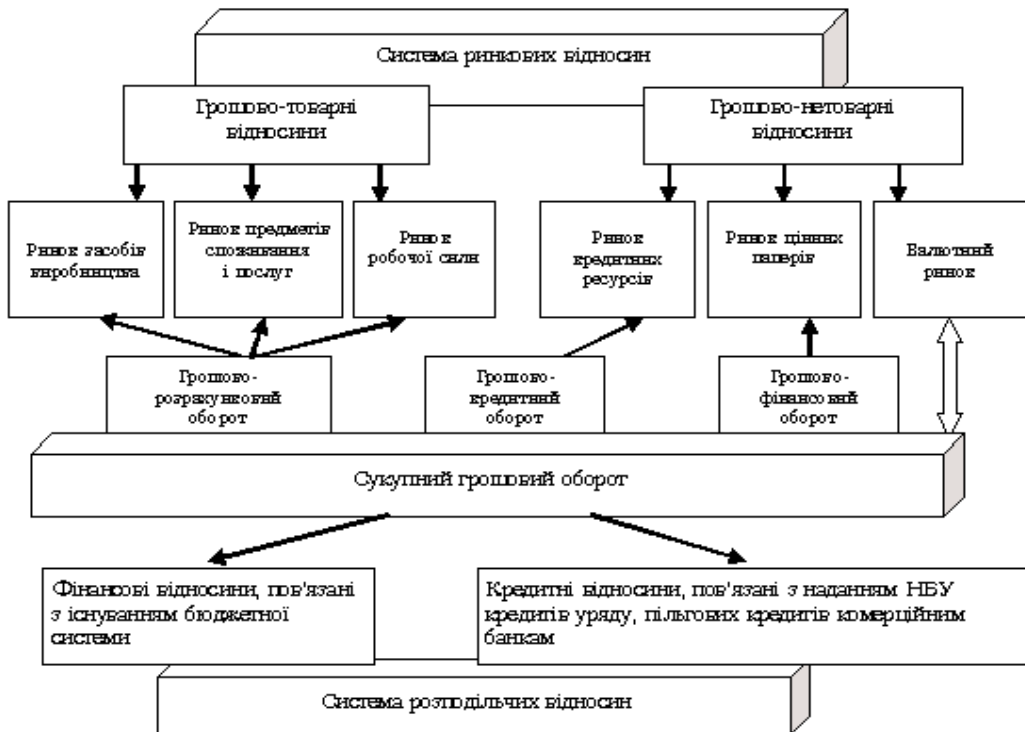 Система ринкових відносин
Грошово-товарні
відносини
Грошово-нетоварні
відносини
Ринок засобів
виробництва
Ринок предметів
споживання
і послуг
Ринок
робочої сили
Ринок
кредитних
ресурсів
Ринок цінних
паперів
Валютний
ринок
Грошово-
розрахунковий
оборот
Грошово-
кредитний
оборот
Грошово-
фінансовий
оборот
Сукупний грошовий оборот
Фінансові відносини, пов’язані
з існуванням бюджетної
системи
Кредитні відносини, пов’язані з наданням НБУ
кредитів уряду, пільгових кредитів комерційним
банкам
Система розподільчих відносин